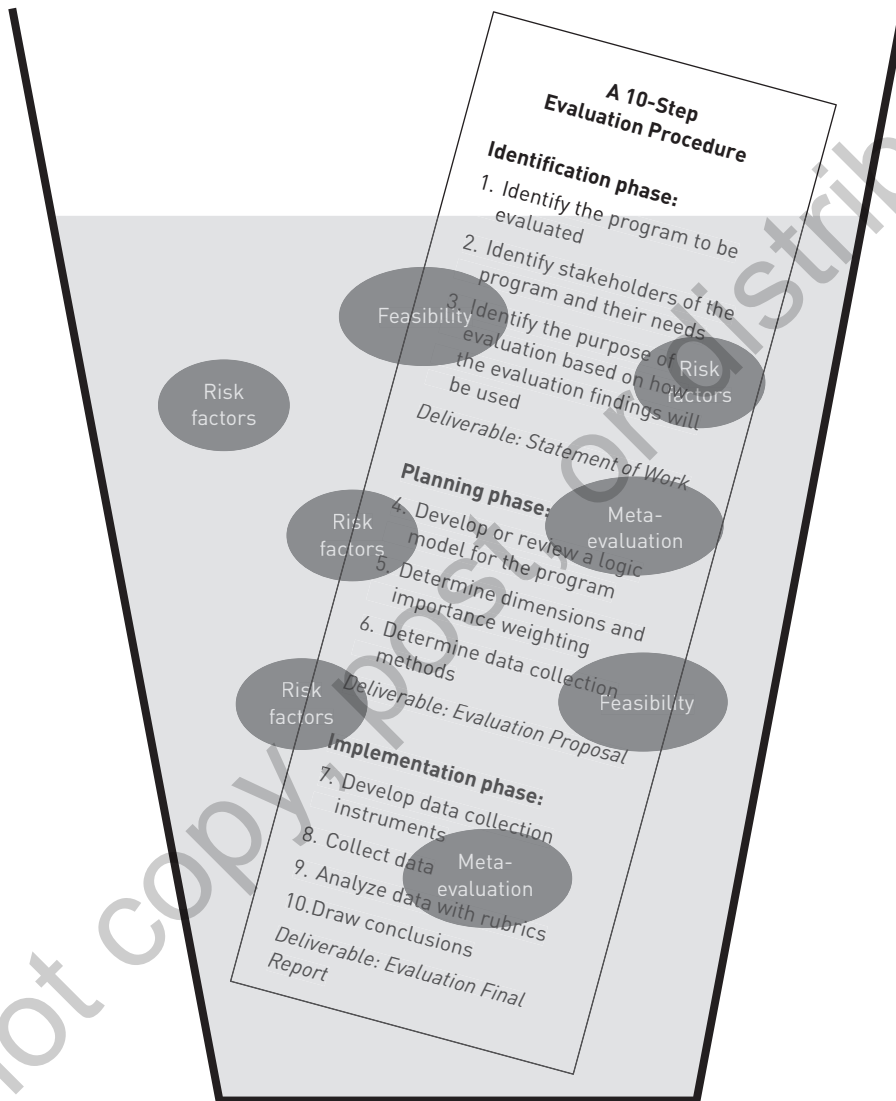 A 10-Step
Evaluation Procedure
Identification phase:
1. Identify the program to be
evaluated
2. Identify stakeholders of the
program and their needs
3. Identify the purpose of
evaluation based on how
the evaluation findings will
be used
Deliverable: Statement of Work
Planning phase:
4. Develop or review a logic
model for the program
5. Determine dimensions and
importance weighting
6. Determine data collection
methods
Deliverable: Evaluation Proposal
Implementation phase:
7. Develop data collection
instruments
8. Collect data
9. Analyze data with rubrics
10.Draw conclusions
Deliverable: Evaluation Final
Report
Feasibility
Risk
factors
Risk
factors
Risk
factors
Meta-
evaluation
Risk
factors
Feasibility
Meta-
evaluation
not copy, post, or distrib